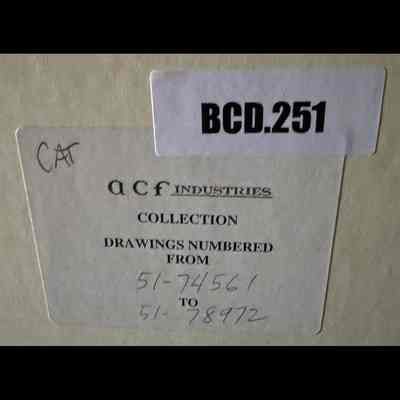 BCD.251
CAT
acf INDUSTRIES
COLLECTION
DRAWINGS NUMBERED
FROM
51-74561
TO
51-78972